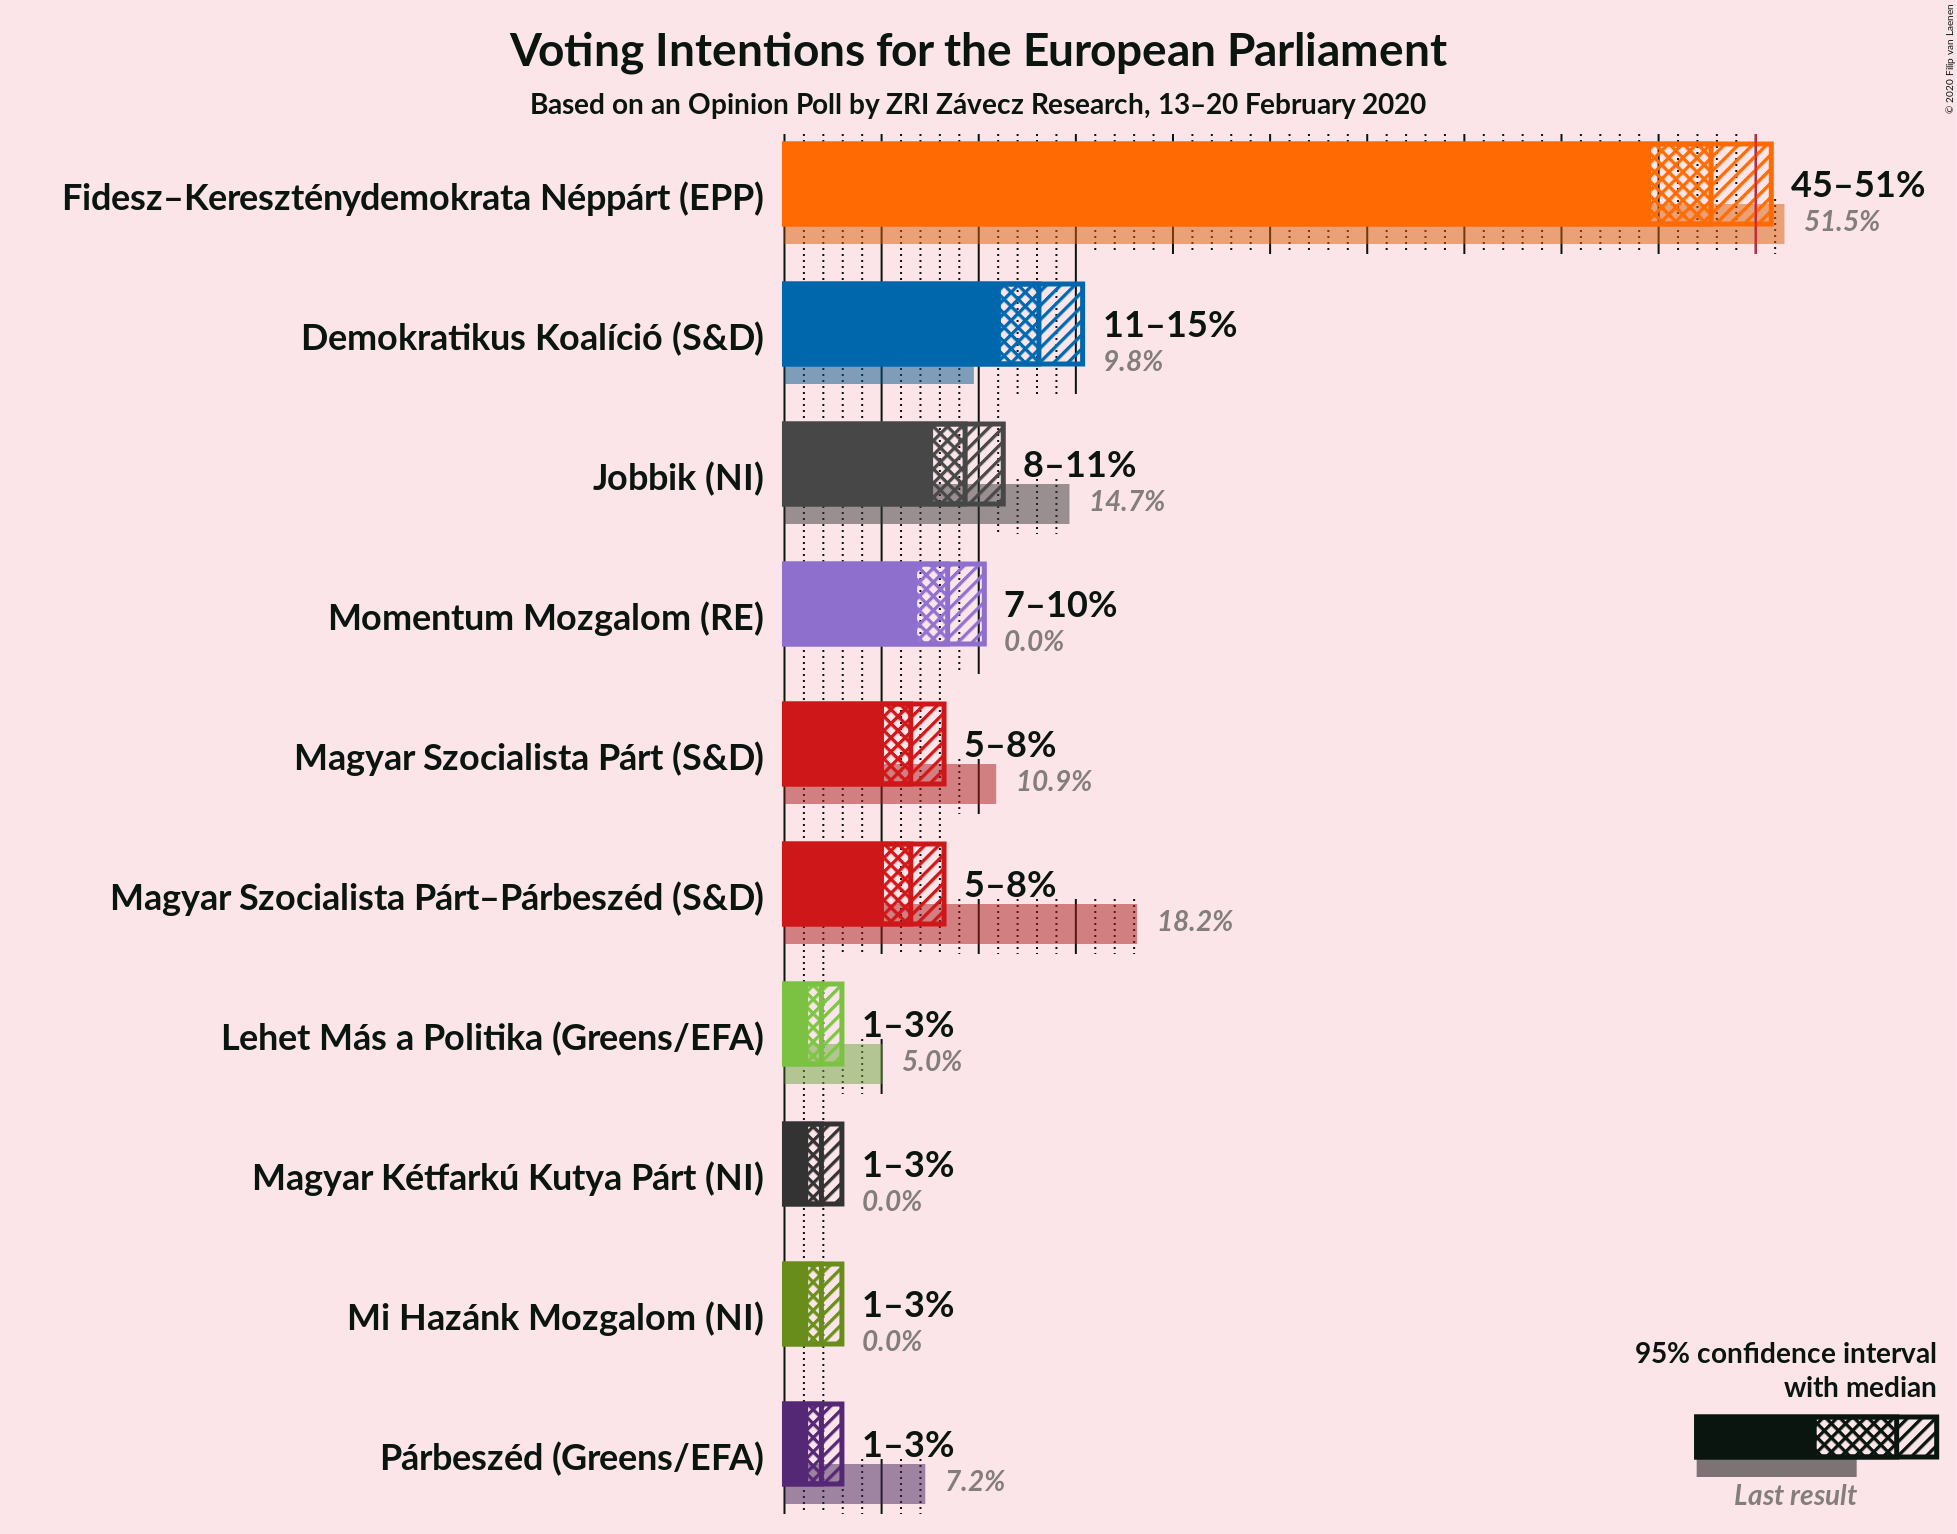 Voting Intentions for the European Parliament
Based on an Opinion Poll by ZRI Závecz Research, 13–20 February 2020
© 2020 Filip van Laenen
Fidesz–Kereszténydemokrata Néppárt (EPP)
45–51%
51.5%
Demokratikus Koalíció (S&D)
11–15%
9.8%
Jobbik (NI)
8–11%
14.7%
Momentum Mozgalom (RE)
7–10%
0.0%
Magyar Szocialista Párt (S&D)
5–8%
10.9%
Magyar Szocialista Párt–Párbeszéd (S&D)
5–8%
18.2%
Lehet Más a Politika (Greens/EFA)
1–3%
5.0%
Magyar Kétfarkú Kutya Párt (NI)
1–3%
0.0%
Mi Hazánk Mozgalom (NI)
1–3%
0.0%
Párbeszéd (Greens/EFA)
1–3%
7.2%
95% confidence interval
with median
Last result